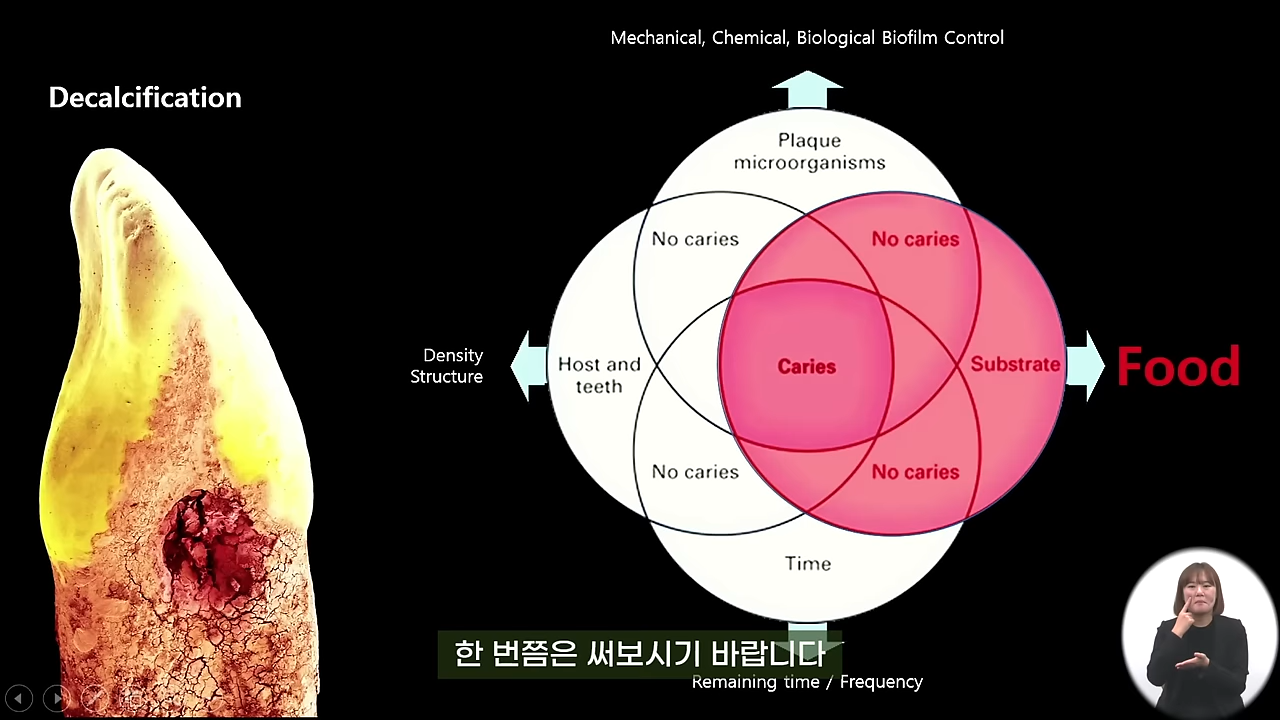 Mechanical, Chemical, Biological Biofilm Control
Decalcification
Plaque
microorganisms
No caries
No caries
Density
Structure
Host and
teeth
Caries
Substrate
Food
No caries
No caries
Time
한 번쯤은 써보시기 바랍니다
Remaining time / Frequency